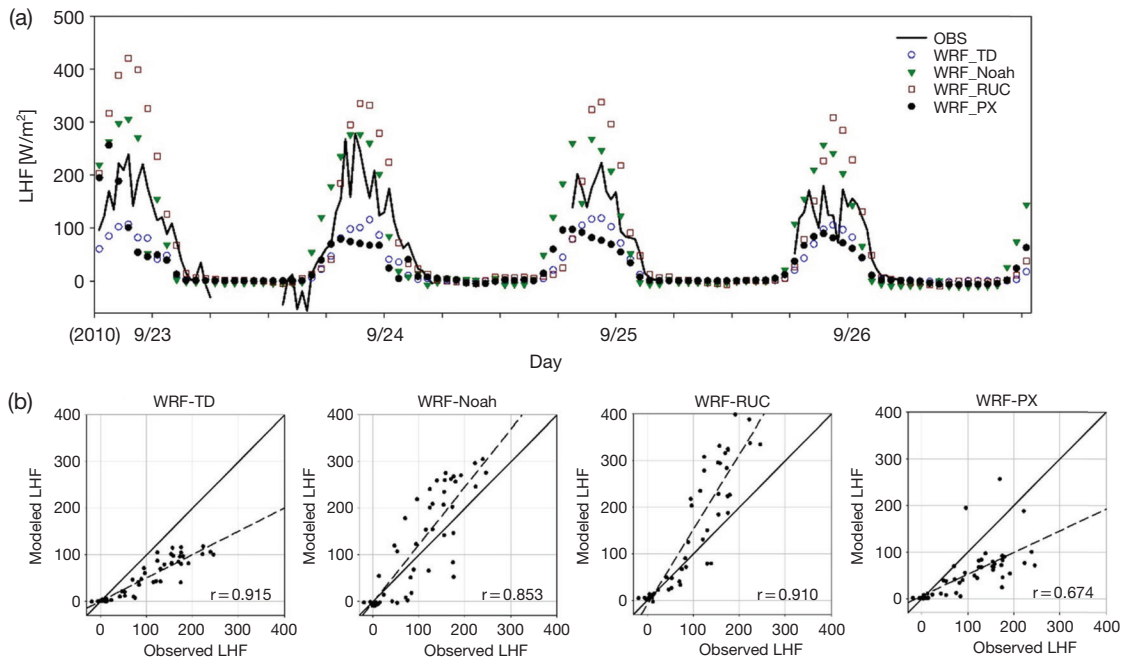 (a)
500
400
300
200
100
0
LHF [W/m²]
OBS
WRF_TD
WRF_Noah
WRF_RUC
WRF_PX
(2010) 9/23 9/24 9/25 9/26
Day
(b)
WRF-TD
400
300
200
100
0
Modeled LHF
r = 0.915
0 100 200 300 400
Observed LHF
WRF-Noah
400
300
200
100
0
Modeled LHF
r = 0.853
0 100 200 300 400
Observed LHF
WRF-RUC
400
300
200
100
0
Modeled LHF
r = 0.910
0 100 200 300 400
Observed LHF
WRF-PX
400
300
200
100
0
Modeled LHF
r = 0.674
0 100 200 300 400
Observed LHF